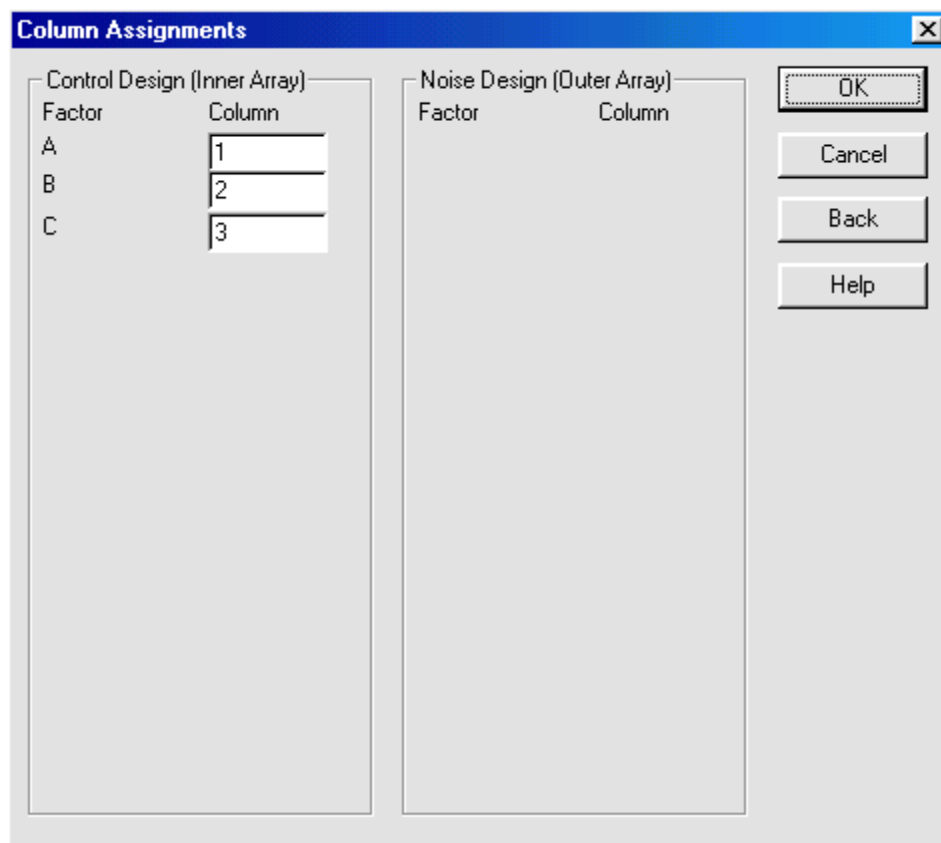 Column Assignments
Control Design (Inner Array)
Factor Column
A 1
B 2
C 3
Noise Design (Outer Array)
Factor Column
OK
Cancel
Back
Help